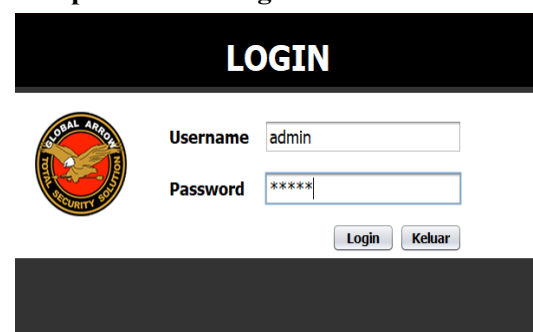 LOGIN
GLOBAL ARROW
TOTAL SECURITY SOLUTION
Username admin
Password *****
Login Keluar